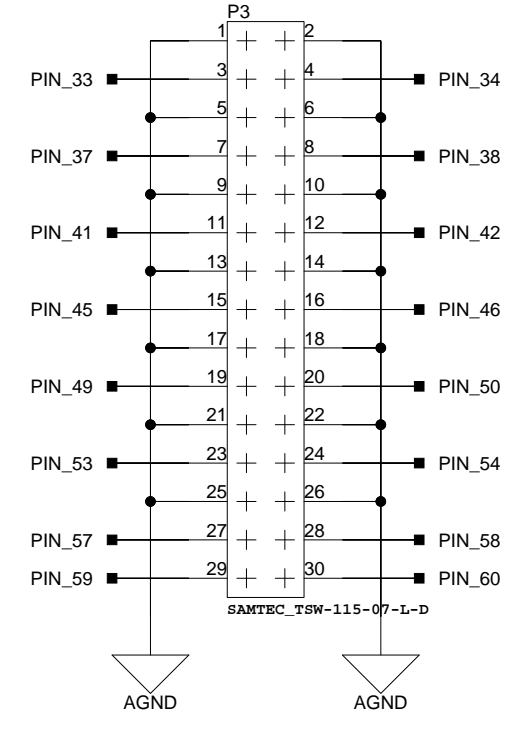 P3
1 2
PIN_33 3 4 PIN_34
5 6
PIN_37 7 8 PIN_38
9 10
PIN_41 11 12 PIN_42
13 14
PIN_45 15 16 PIN_46
17 18
PIN_49 19 20 PIN_50
21 22
PIN_53 23 24 PIN_54
25 26
PIN_57 27 28 PIN_58
PIN_59 29 30 PIN_60
SAMTEC_TSW-115-07-L-D
AGND AGND